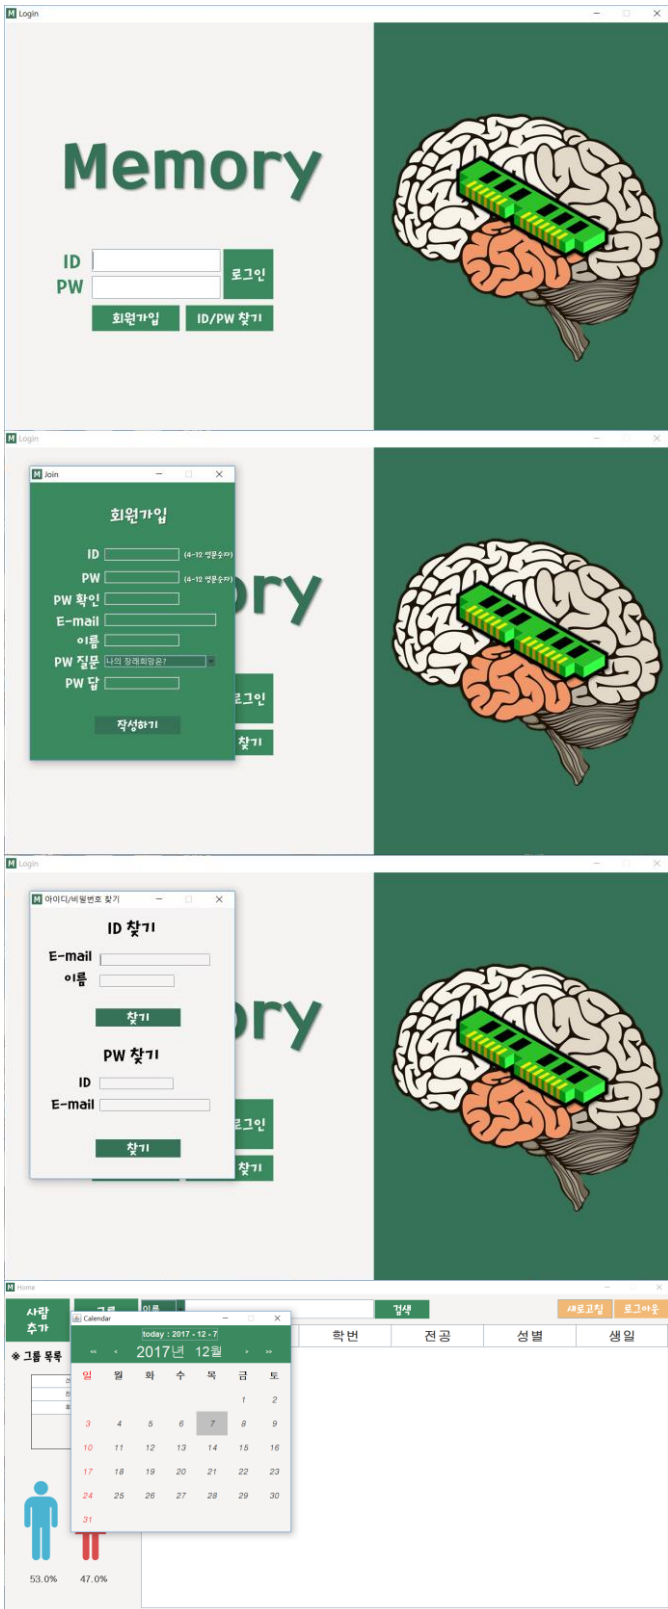 M Login
Memory
ID
PW
로그인
회원가입
ID/PW 찾기
M Login
M Join
회원가입
ID (4-12 영문숫자)
PW (4-12 영문숫자)
PW 확인
E-mail
이름
PW 질문 나의 장래희망은?
PW 답
작성하기
ory
로그인
찾기
M Login
M 아이디/비밀번호 찾기
ID 찾기
E-mail
이름
찾기
PW 찾기
ID
E-mail
찾기
ory
로그인
찾기
M Home
사람 추가
이름
검색
새로고침
로그아웃
※ 그룹 목록
학번 전공 성별 생일
Calendar
today : 2017 - 12 - 7
<< < 2017년 12월 > >>
일 월 화 수 목 금 토
1 2
3 4 5 6 7 8 9
10 11 12 13 14 15 16
17 18 19 20 21 22 23
24 25 26 27 28 29 30
31
53.0% 47.0%